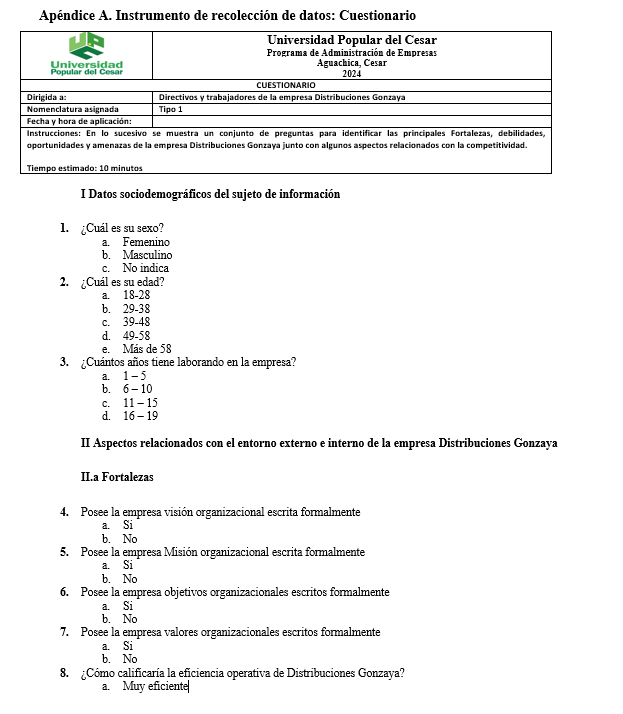 Apéndice A. Instrumento de recolección de datos: Cuestionario
Universidad
Popular del Cesar
Universidad Popular del Cesar
Programa de Administración de Empresas
Aguachica, Cesar
2024
CUESTIONARIO
Dirigida a: Directivos y trabajadores de la empresa Distribuciones Gonzaya
Nomenclatura asignada Tipo 1
Fecha y hora de aplicación:
Instrucciones: En lo sucesivo se muestra un conjunto de preguntas para identificar las principales Fortalezas, debilidades,
oportunidades y amenazas de la empresa Distribuciones Gonzaya junto con algunos aspectos relacionados con la competitividad.
Tiempo estimado: 10 minutos
I Datos sociodemográficos del sujeto de información
1. ¿Cuál es su sexo?
a. Femenino
b. Masculino
c. No indica
2. ¿Cuál es su edad?
a. 18-28
b. 29-38
c. 39-48
d. 49-58
e. Más de 58
3. ¿Cuántos años tiene laborando en la empresa?
a. 1 – 5
b. 6 – 10
c. 11 – 15
d. 16 – 19
II Aspectos relacionados con el entorno externo e interno de la empresa Distribuciones Gonzaya
II.a Fortalezas
4. Posee la empresa visión organizacional escrita formalmente
a. Si
b. No
5. Posee la empresa Misión organizacional escrita formalmente
a. Si
b. No
6. Posee la empresa objetivos organizacionales escritos formalmente
a. Si
b. No
7. Posee la empresa valores organizacionales escritos formalmente
a. Si
b. No
8. ¿Cómo calificaría la eficiencia operativa de Distribuciones Gonzaya?
a. Muy eficiente